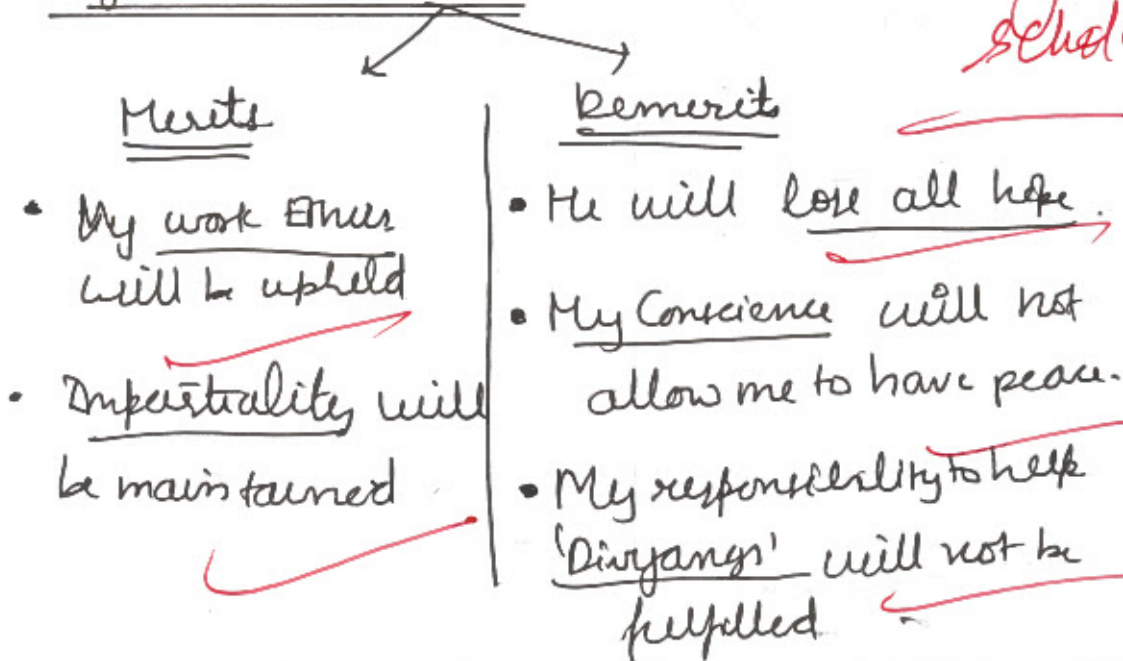 Merits
• My work Ethics
will be upheld
• Impartiality will
be maintained
Demerits
• He will lose all hope.
• My Conscience will not
allow me to have peace.
• My responsibility to help
'Divyangs' will not be
fulfilled.